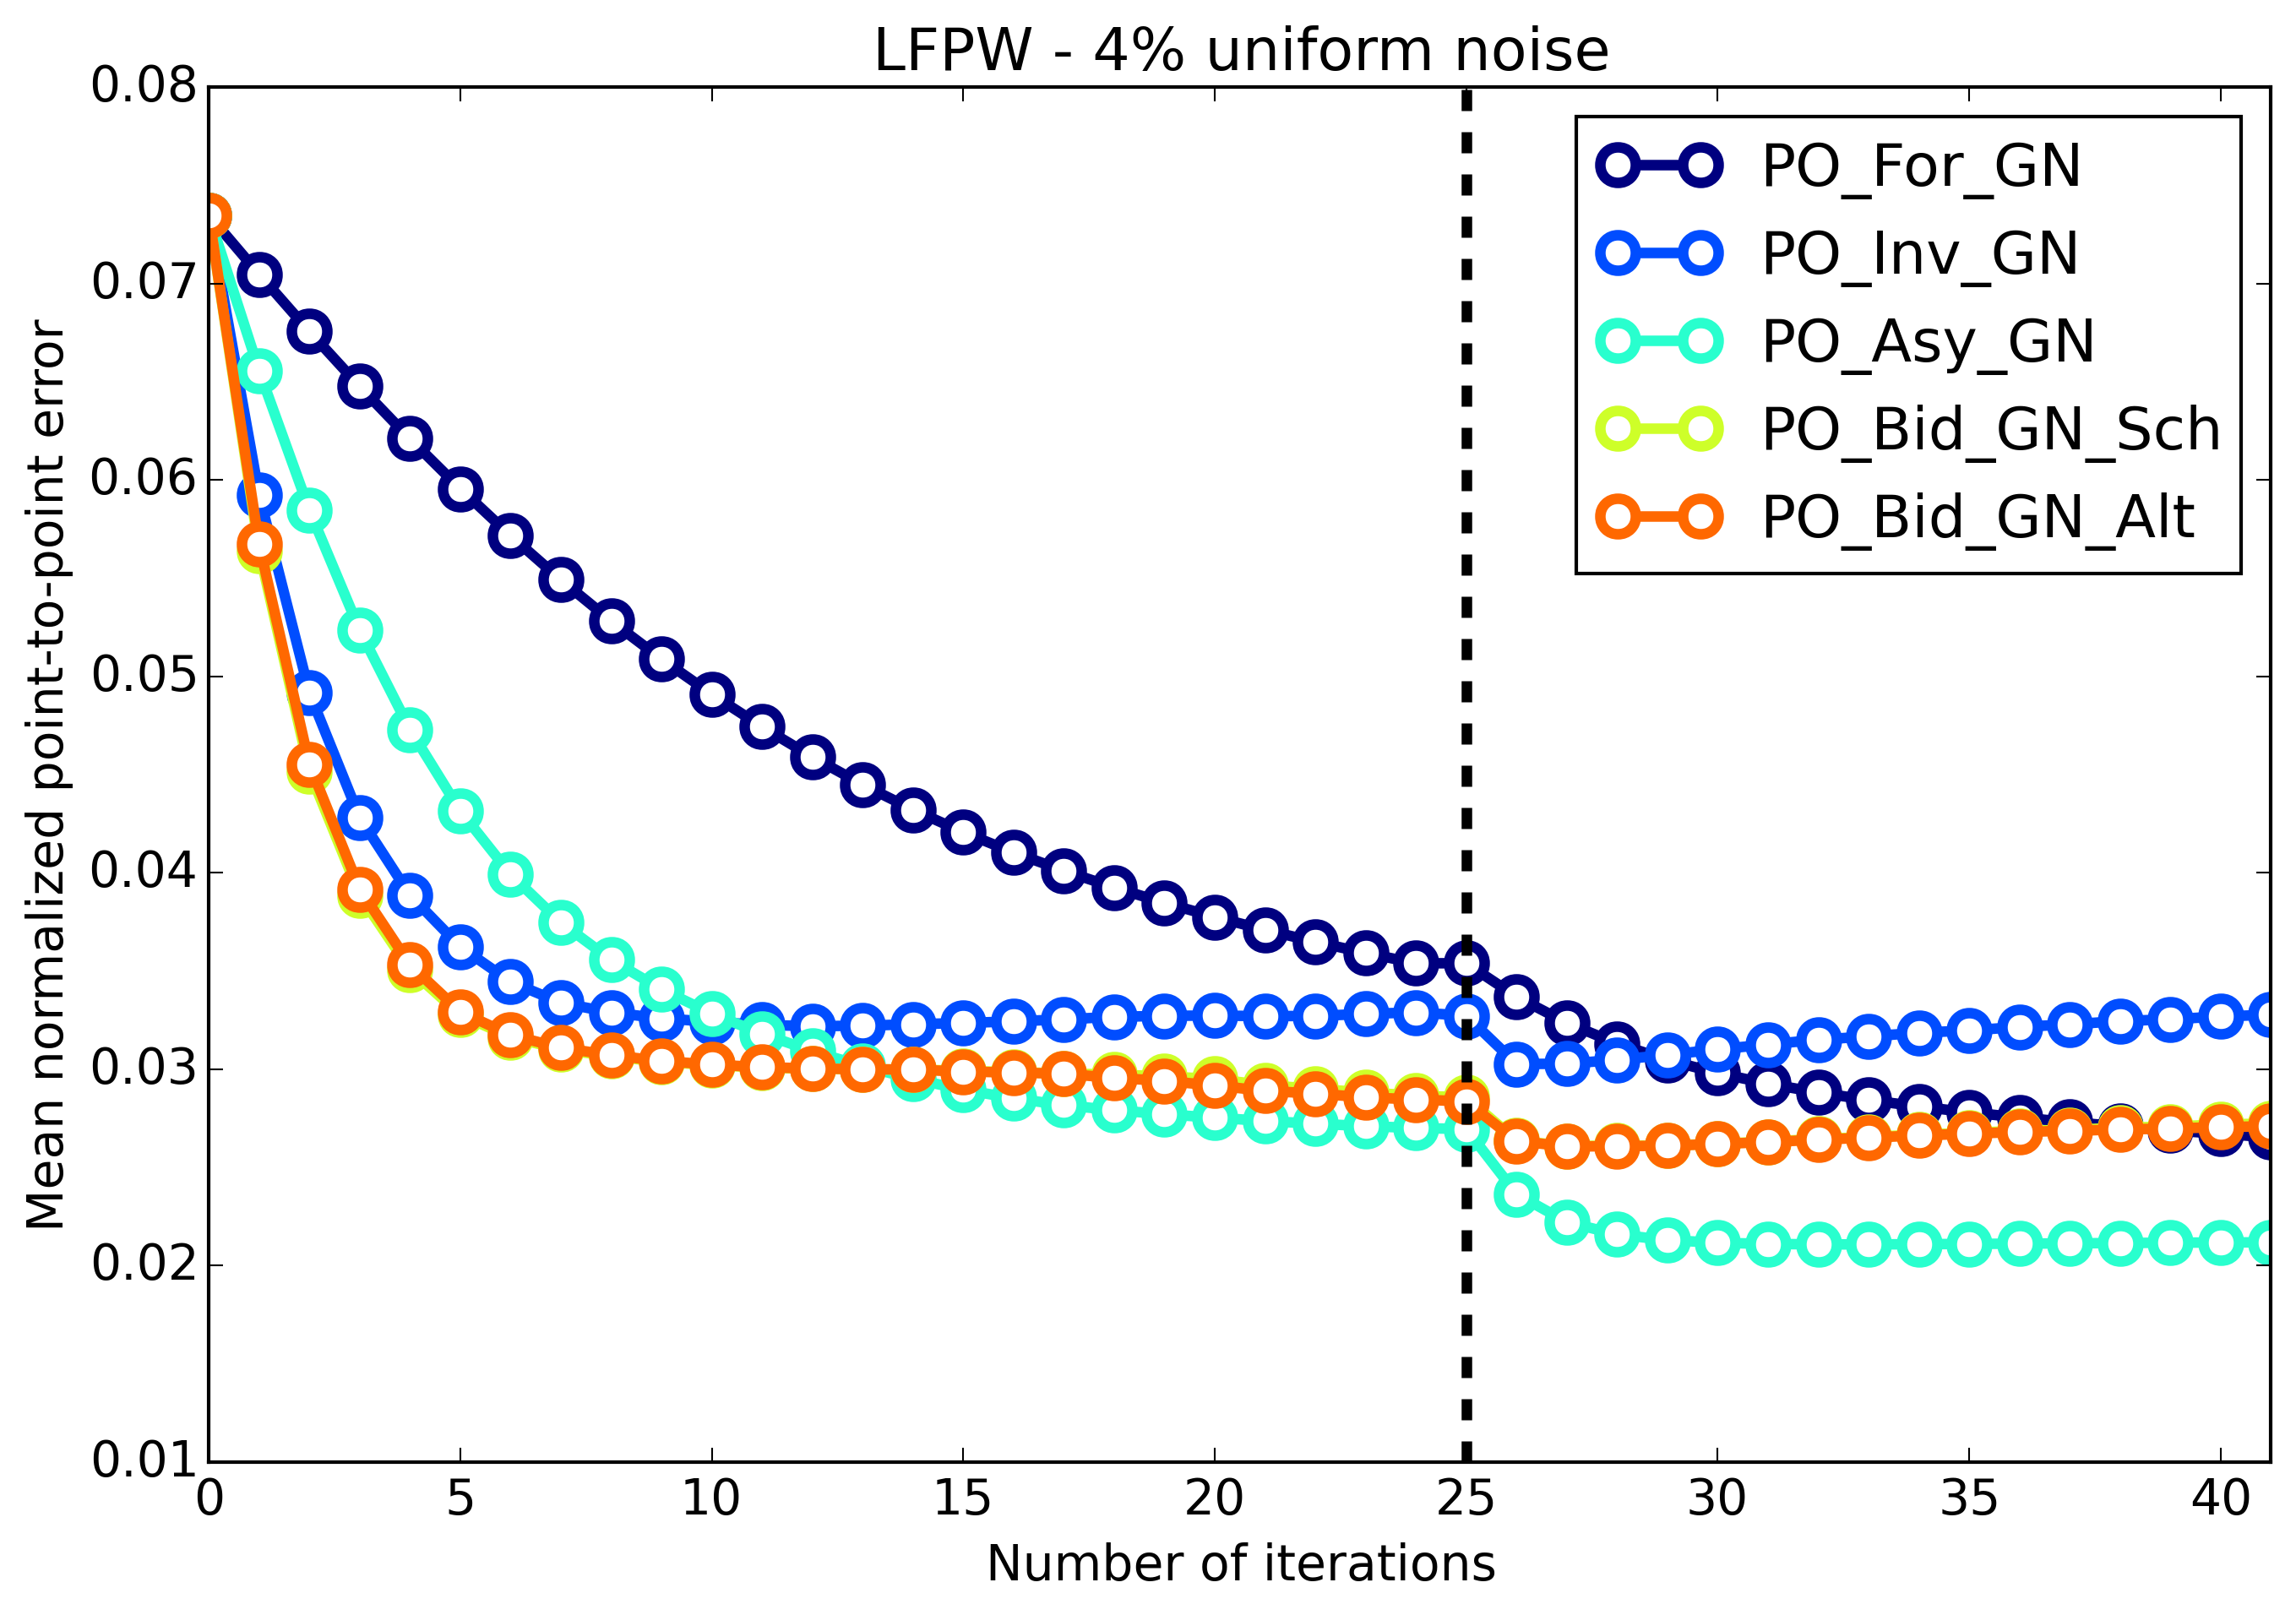 LFPW - 4% uniform noise
0.08
0.07
0.06
0.05
0.04
0.03
0.02
0.01
Mean normalized point-to-point error
PO_For_GN
PO_Inv_GN
PO_Asy_GN
PO_Bid_GN_Sch
PO_Bid_GN_Alt
0 5 10 15 20 25 30 35 40
Number of iterations